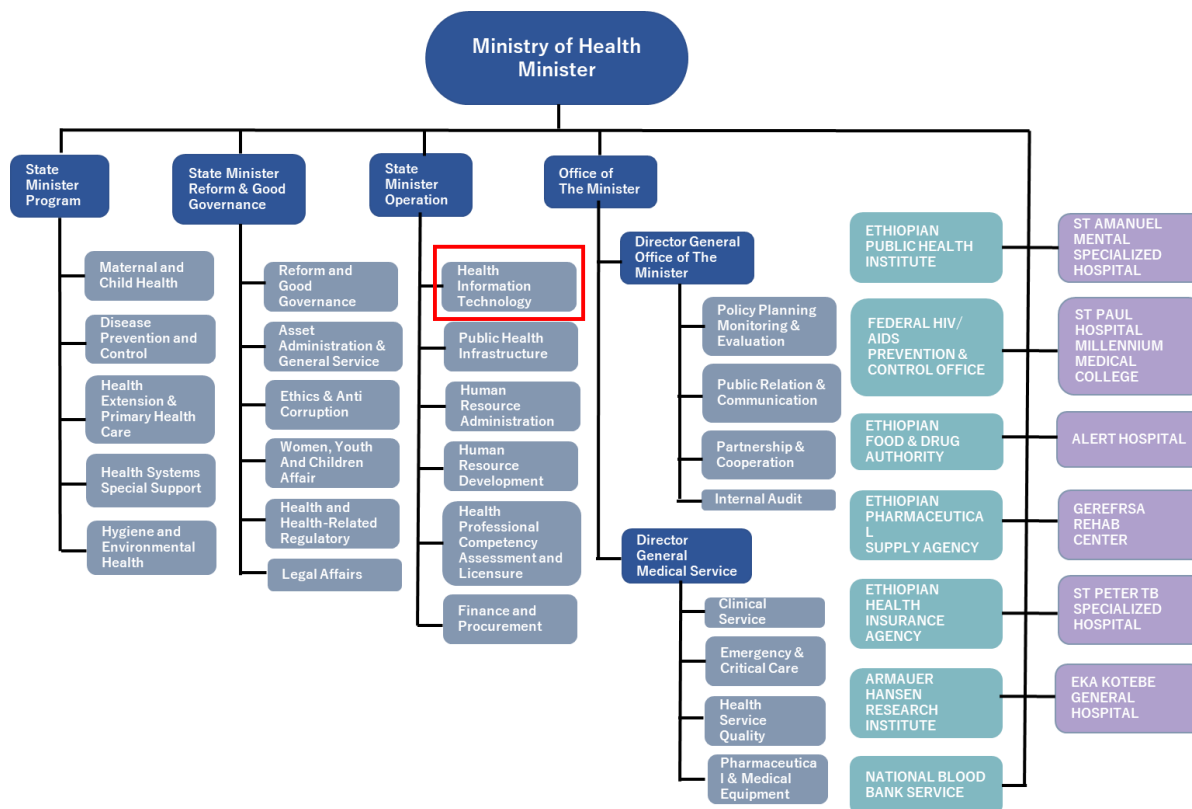 Ministry of Health
Minister
State
Minister
Program
State Minister
Reform & Good
Governance
State
Minister
Operation
Office of
The Minister
Maternal and
Child Health
Disease
Prevention and
Control
Health
Extension &
Primary Health
Care
Health Systems
Special Support
Hygiene and
Environmental
Health
Reform and
Good
Governance
Asset
Administration &
General Service
Ethics & Anti
Corruption
Women, Youth
And Children
Affair
Health and
Health-Related
Regulatory
Legal Affairs
Health
Information
Technology
Public Health
Infrastructure
Human
Resource
Administration
Human
Resource
Development
Health
Professional
Competency
Assessment and
Licensure
Finance and
Procurement
Director General
Office of The
Minister
Policy Planning
Monitoring &
Evaluation
Public Relation &
Communication
Partnership &
Cooperation
Internal Audit
Director
General
Medical Service
Clinical
Service
Emergency &
Critical Care
Health
Service
Quality
Pharmaceutica
l & Medical
Equipment
ETHIOPIAN
PUBLIC HEALTH
INSTITUTE
FEDERAL HIV/
AIDS
PREVENTION &
CONTROL OFFICE
ETHIOPIAN
FOOD & DRUG
AUTHORITY
ETHIOPIAN
PHARMACEUTICA
L
SUPPLY AGENCY
ETHIOPIAN
HEALTH
INSURANCE
AGENCY
ARMAUER
HANSEN
RESEARCH
INSTITUTE
NATIONAL BLOOD
BANK SERVICE
ST AMANUEL
MENTAL
SPECIALIZED
HOSPITAL
ST PAUL
HOSPITAL
MILLENNIUM
MEDICAL
COLLEGE
ALERT HOSPITAL
GEREFRSA
REHAB
CENTER
ST PETER TB
SPECIALIZED
HOSPITAL
EKA KOTEBE
GENERAL
HOSPITAL